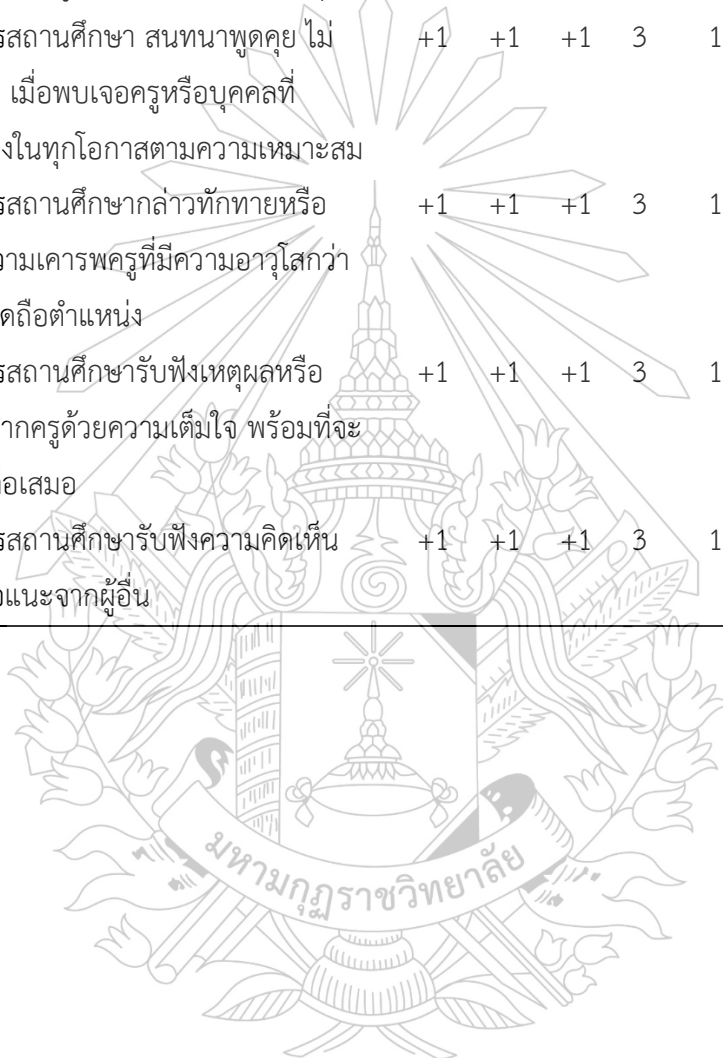 รสถานศึกษา สนทนาพูดคุย ไม่ +1 +1 +1 3 1
เมื่อพบเจอครูหรือบุคคลที่
งในทุกโอกาสตามความเหมาะสม
รสถานศึกษากล่าวทักทายหรือ +1 +1 +1 3 1
วามเคารพครูที่มีความอาวุโสกว่า
ดถือตำแหน่ง
รสถานศึกษารับฟังเหตุผลหรือ +1 +1 +1 3 1
ากครูด้วยความเต็มใจ พร้อมที่จะ
อเสมอ
รสถานศึกษารับฟังความคิดเห็น +1 +1 +1 3 1
อแนะจากผู้อื่น
มหามกุฏราชวิทยาลัย